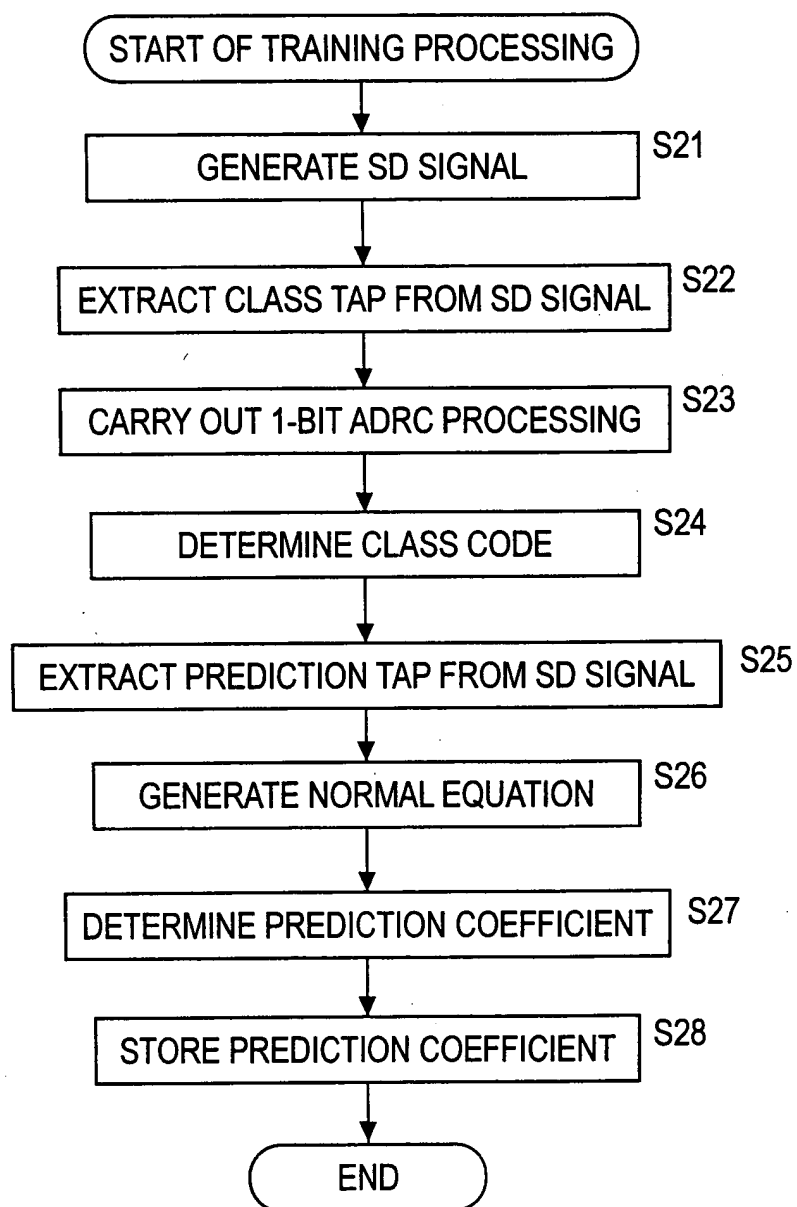 START OF TRAINING PROCESSING
S21
GENERATE SD SIGNAL
S22
EXTRACT CLASS TAP FROM SD SIGNAL
S23
CARRY OUT 1-BIT ADRC PROCESSING
S24
DETERMINE CLASS CODE
S25
EXTRACT PREDICTION TAP FROM SD SIGNAL
S26
GENERATE NORMAL EQUATION
S27
DETERMINE PREDICTION COEFFICIENT
S28
STORE PREDICTION COEFFICIENT
END